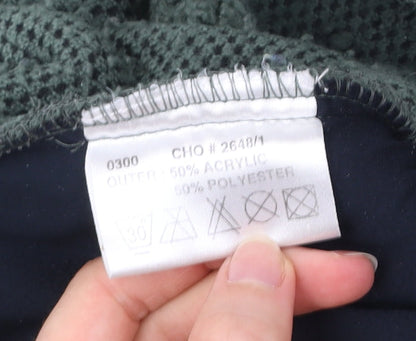 0300 CHO # 2648/1
OUTER : 50% ACRYLIC
50% POLYESTER
30